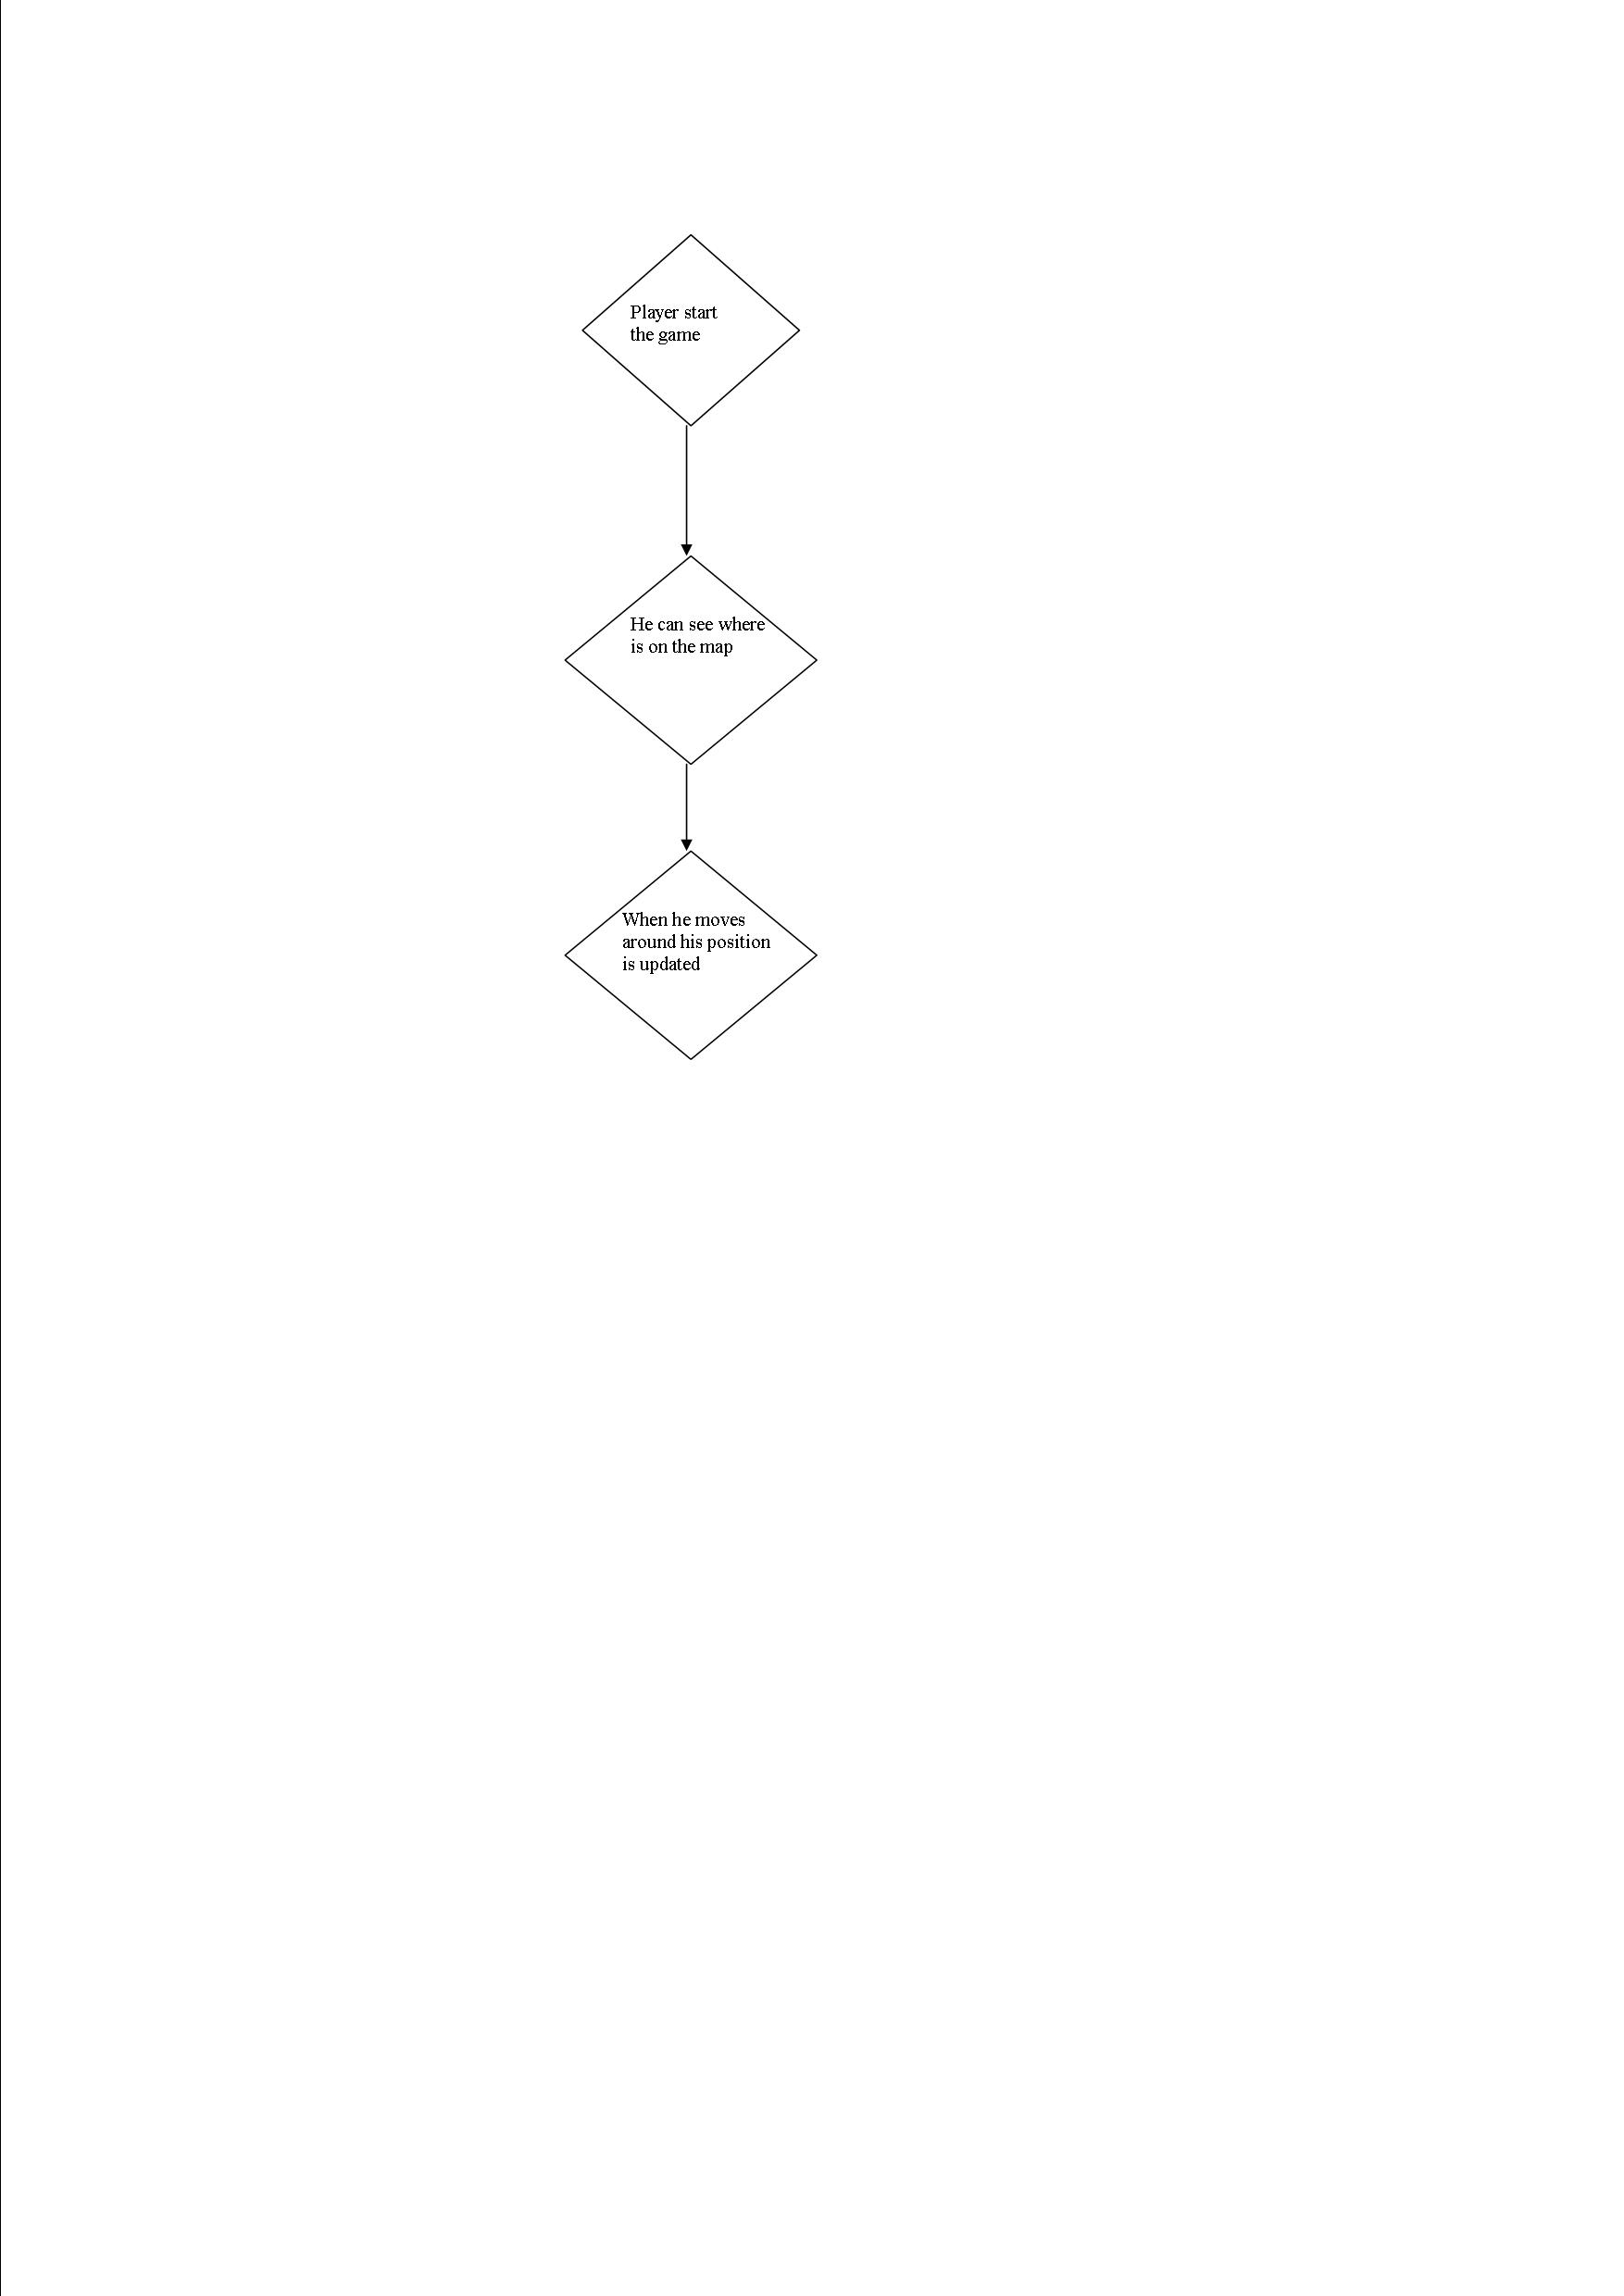 Player start
the game
He can see where
is on the map
When he moves
around his position
is updated